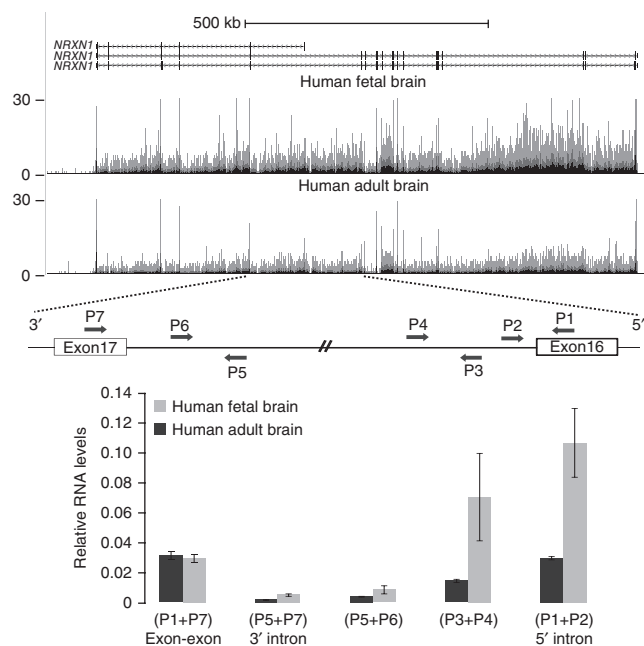 500 kb
NRXN1
NRXN1
NRXN1
Human fetal brain
30
0
Human adult brain
30
0
3′ P7 P6 P4 P2 P1 5′
Exon17 Exon16
P5 P3
0.14
0.12
0.10
0.08
0.06
0.04
0.02
0
Relative RNA levels
Human fetal brain
Human adult brain
(P1+P7) (P5+P7) (P5+P6) (P3+P4) (P1+P2)
Exon-exon 3′ intron 5′ intron